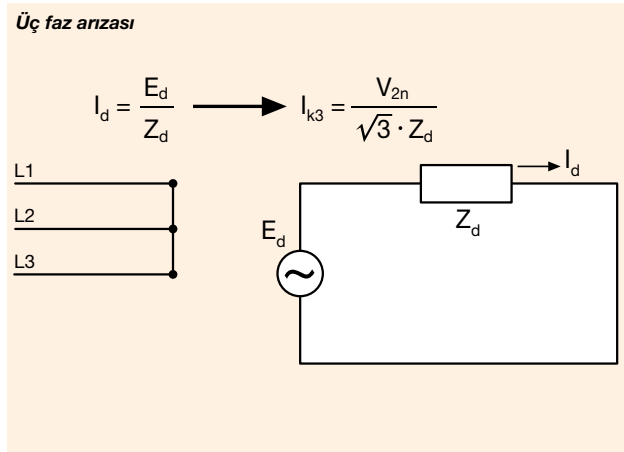 Üç faz arızası
I_d = E_d / Z_d → I_k3 = V_2n / √3 · Z_d
L1
L2
L3
E_d
Z_d
I_d